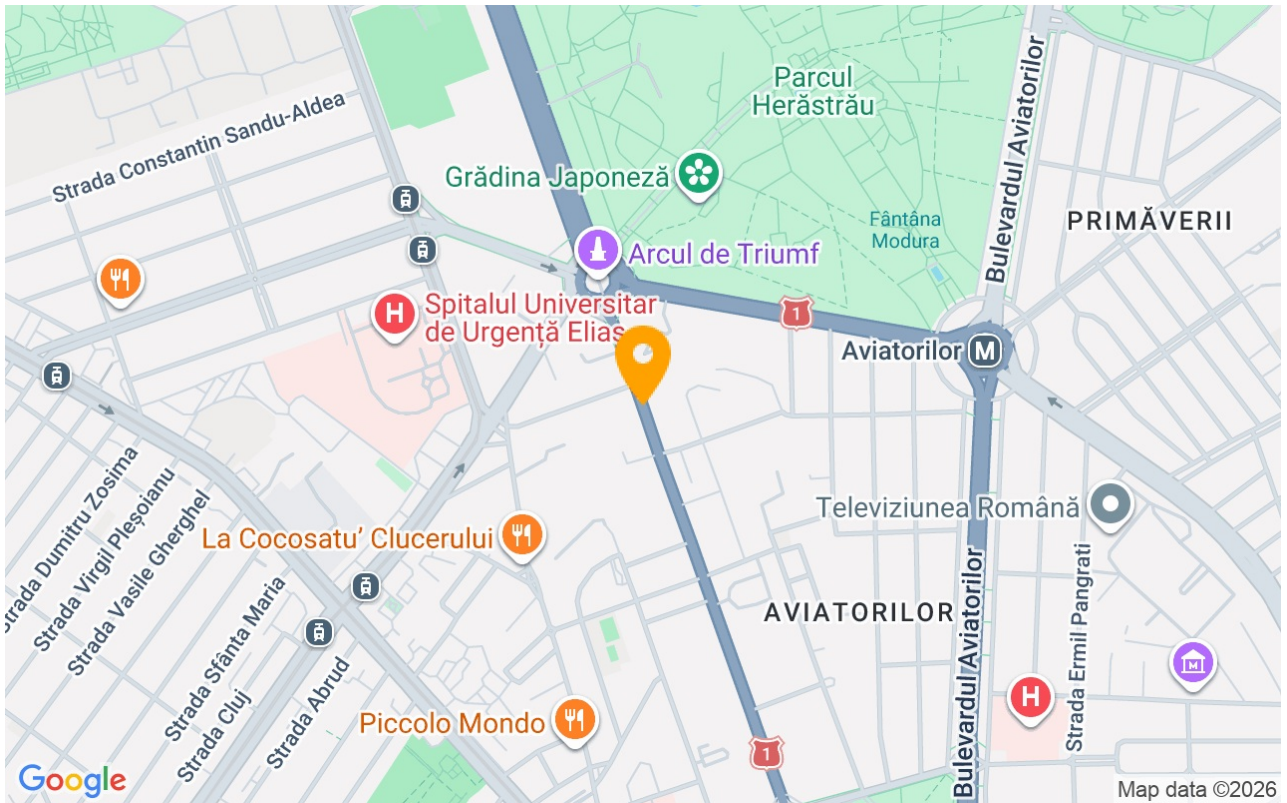 Parcul
Herăstrău
Strada Constantin Sandu-Aldea
Grădina Japoneză
Bulevardul Aviatorilor
PRIMĂVERII
Fântâna
Modura
Arcul de Triumf
H
Spitalul Universitar
de Urgență Elias
1
Aviatorilor
M
Strada Dumitru Zosima
Strada Virgil Pleșoianu
Strada Vasile Gherghel
Televiziunea Română
La Cocosatu’ Clucerului
Strada Sfânta Maria
AVIATORILOR
Bulevardul Aviatorilor
Strada Ermil Pangrati
Strada Cluj
Strada Abrud
M
H
Piccolo Mondo
1
Google
Map data ©2026